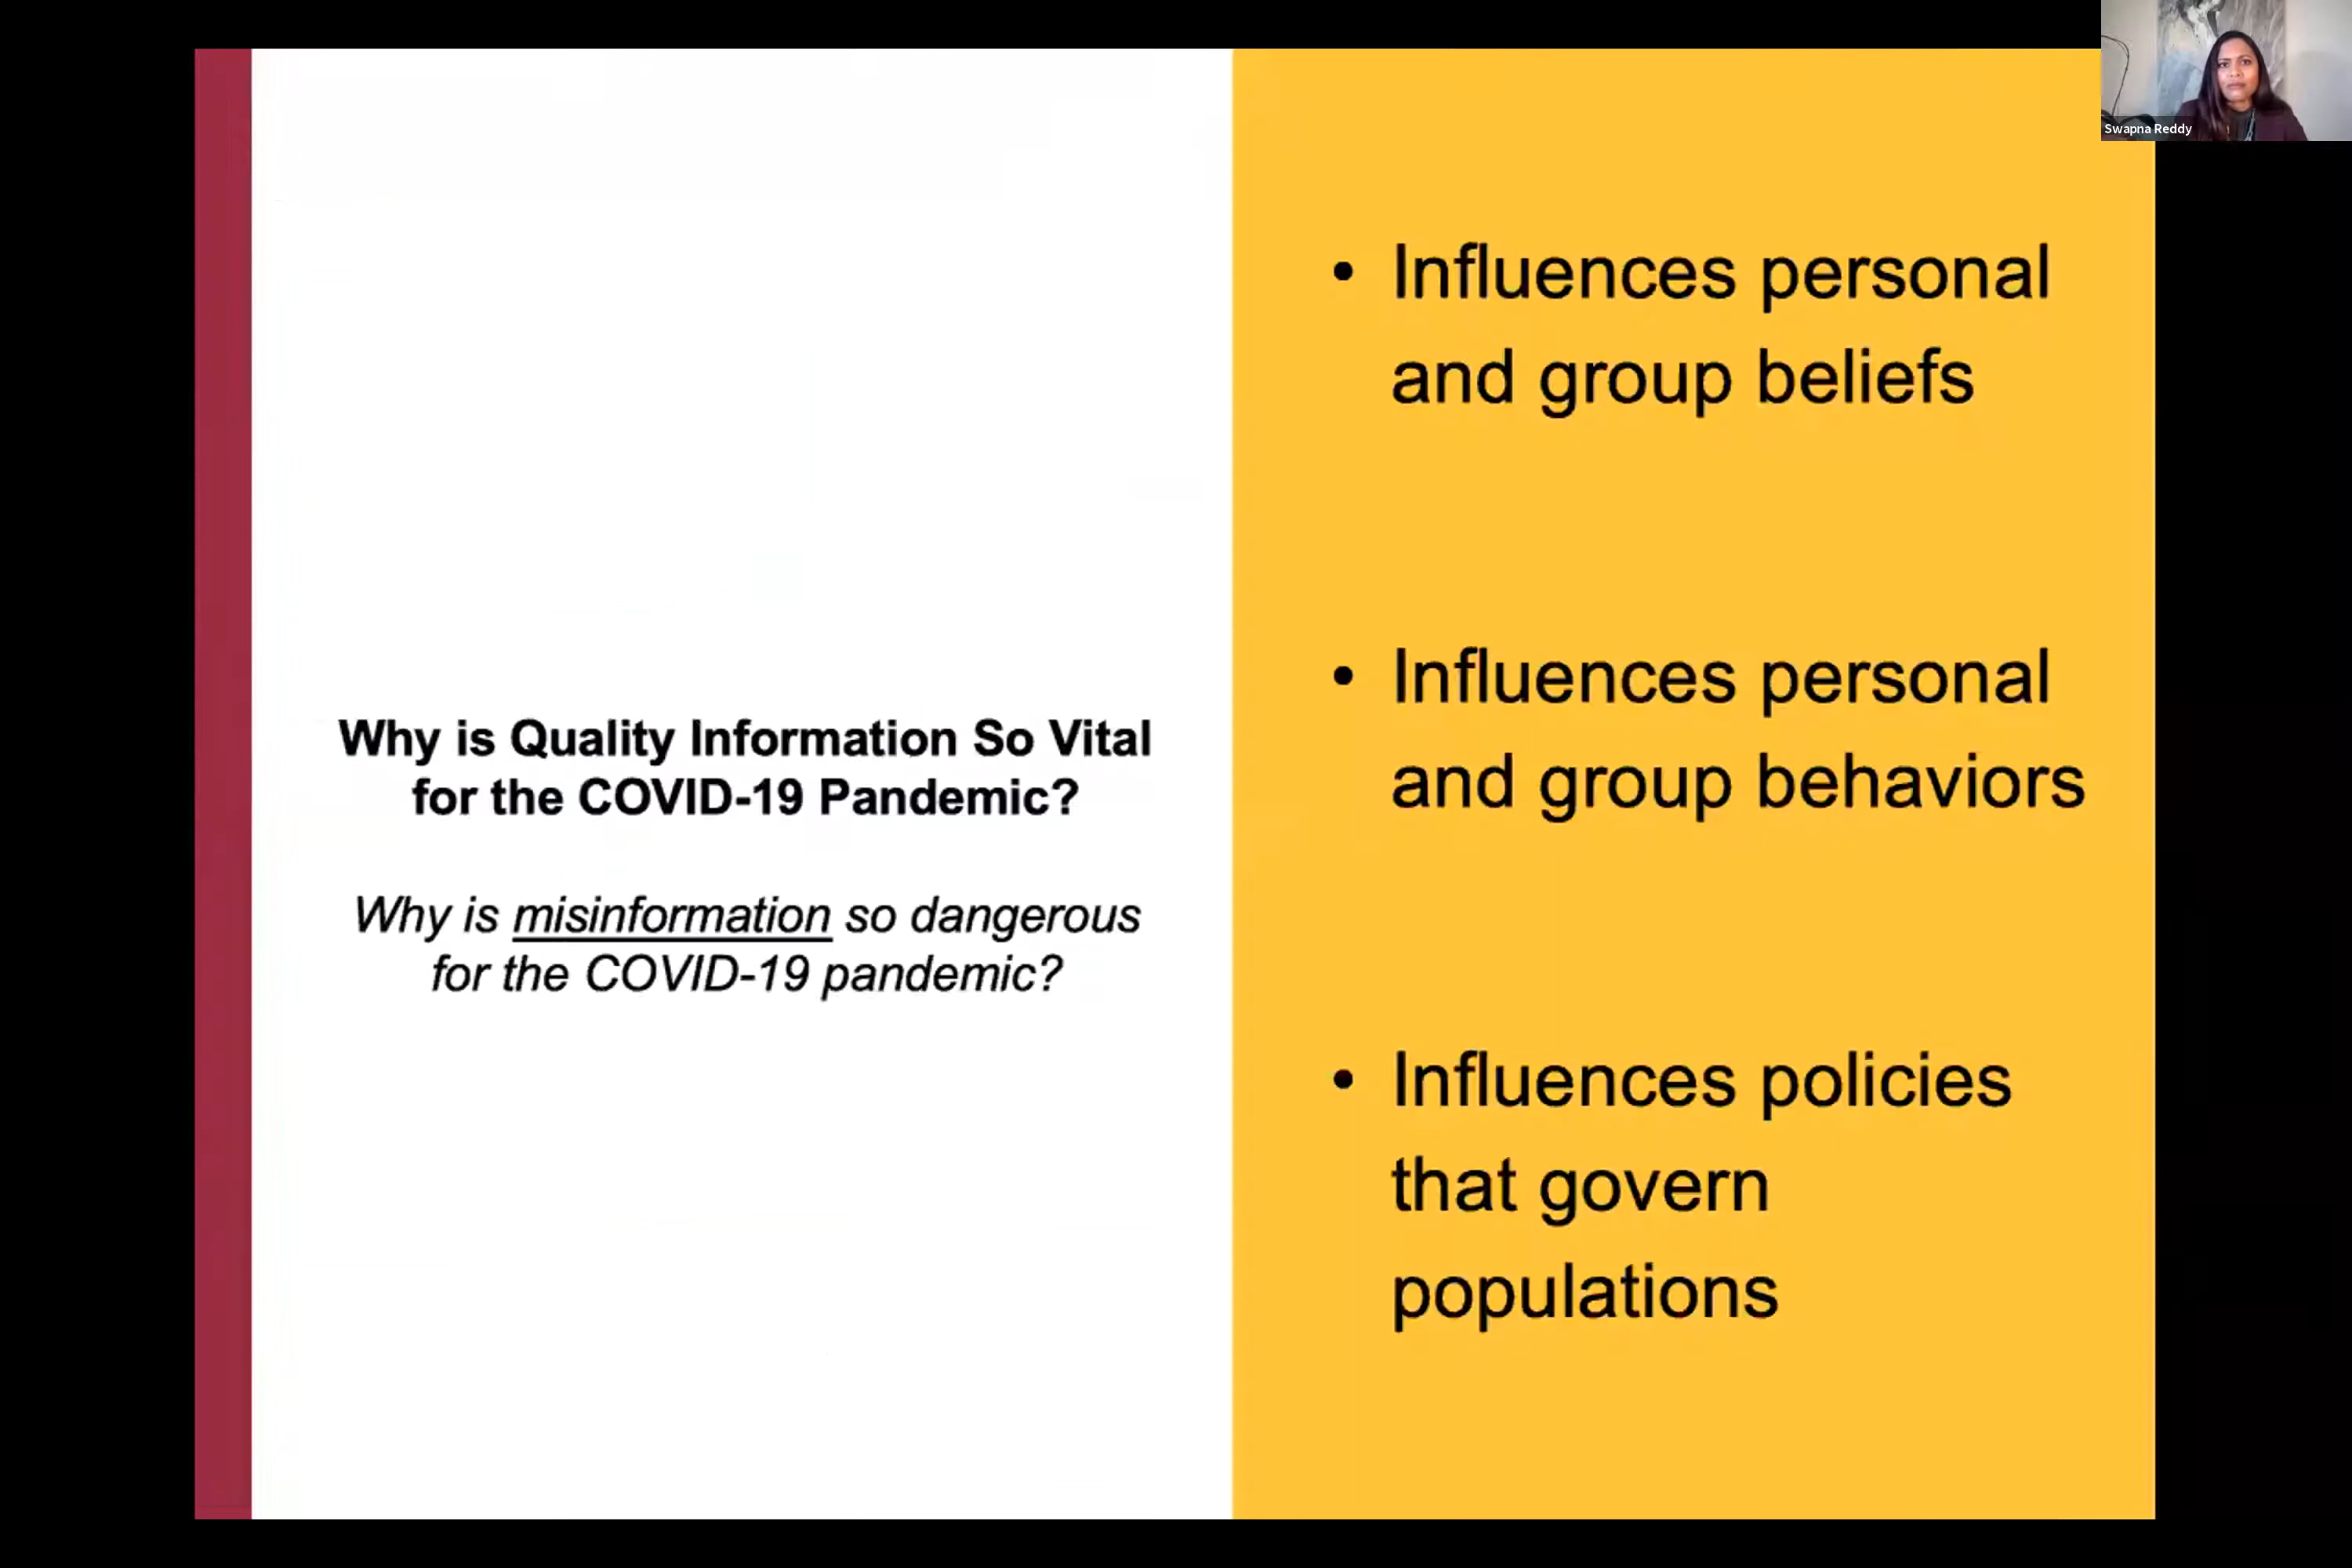 Why is Quality Information So Vital
for the COVID-19 Pandemic?
Why is misinformation so dangerous
for the COVID-19 pandemic?
• Influences personal
and group beliefs
• Influences personal
and group behaviors
• Influences policies
that govern
populations
Swapna Reddy